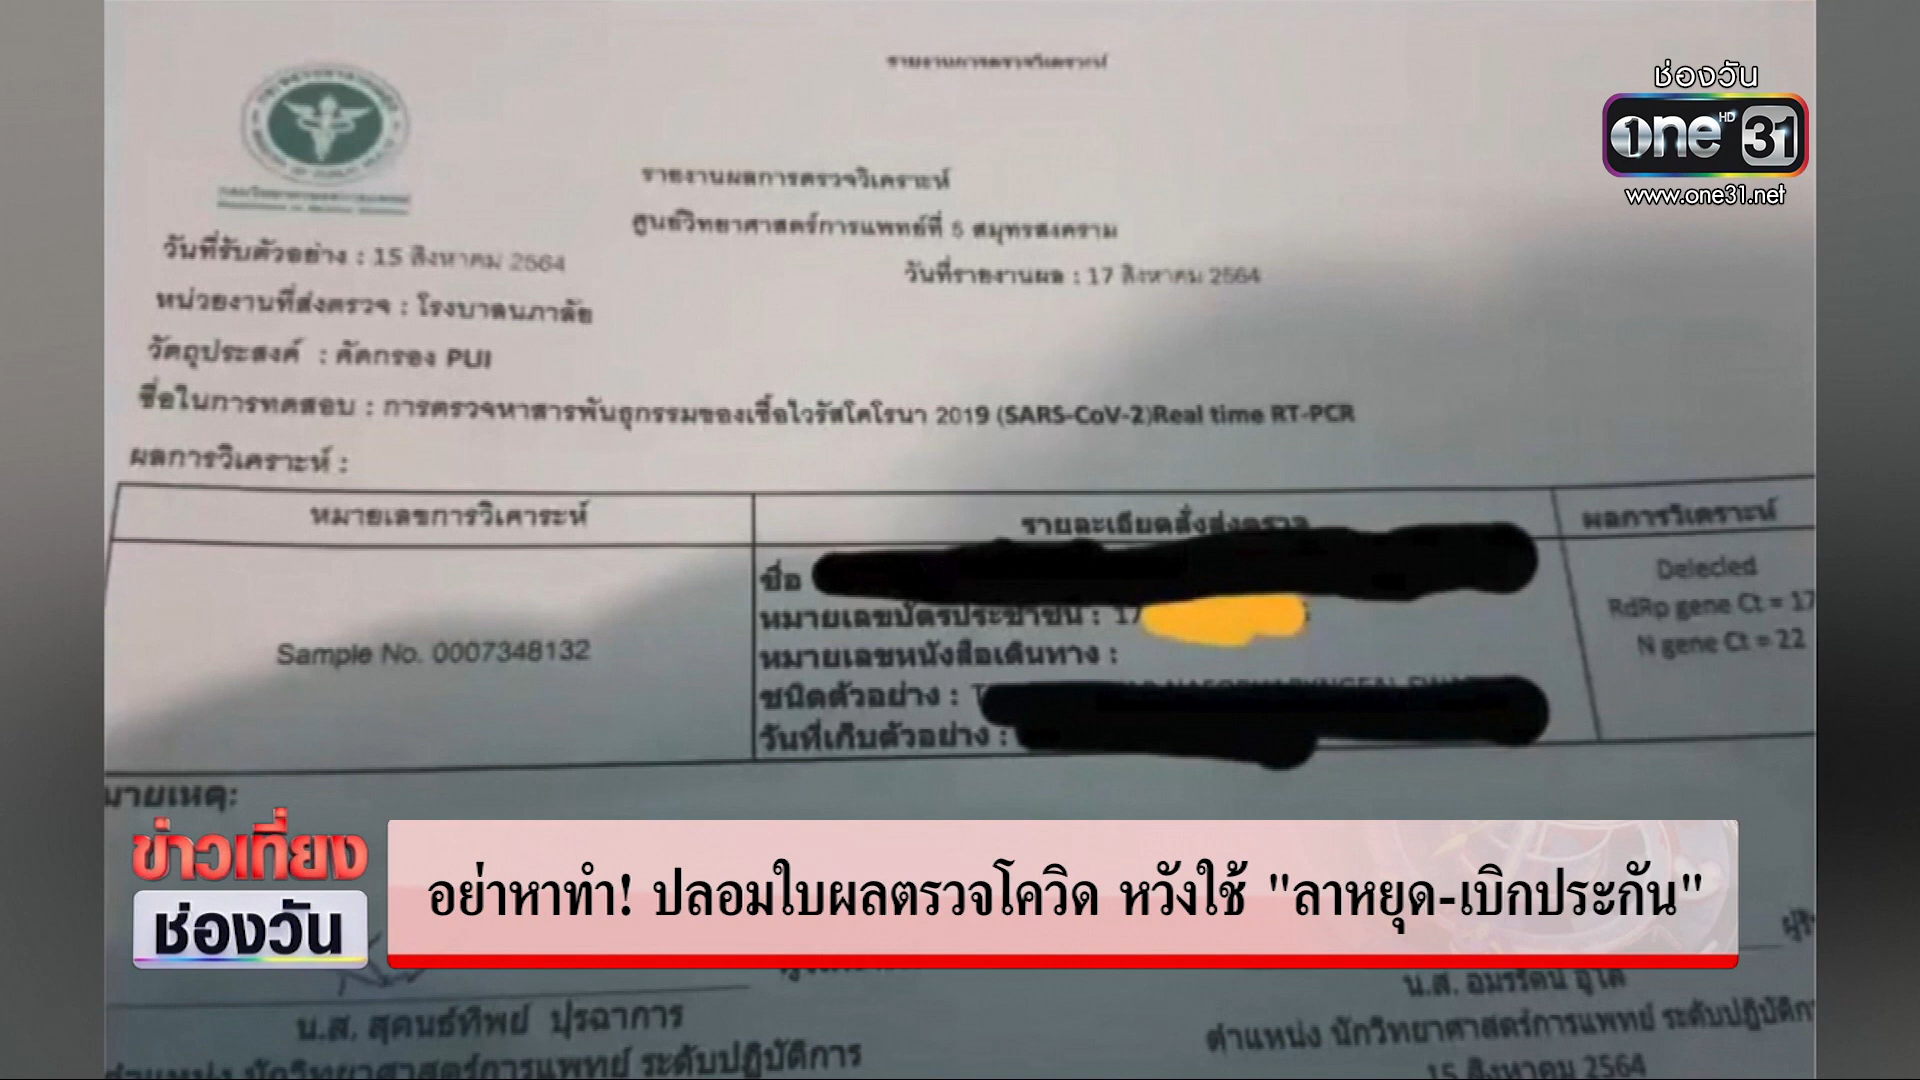 รายงานการตรวจวิเคราะห์
ช่องวัน
one HD 31
www.one31.net
รายงานผลการตรวจวิเคราะห์
ศูนย์วิทยาศาสตร์การแพทย์ที่ 5 สมุทรสงคราม
วันที่รับตัวอย่าง : 15 สิงหาคม 2564
วันที่รายงานผล : 17 สิงหาคม 2564
หน่วยงานที่ส่งตรวจ : โรงบาลนภาลัย
วัตถุประสงค์ : คัดกรอง PUI
ชื่อในการทดสอบ : การตรวจหาสารพันธุกรรมของเชื้อไวรัสโคโรนา 2019 (SARS-CoV-2)Real time RT-PCR
ผลการวิเคราะห์ :
หมายเลขการวิเคาระห์ รายละเอียดสั่งส่งตรวจ ผลการวิเคราะห์
ชื่อ
Delecled
หมายเลขบัตรประชาชน : 17
RdRp gene Ct = 17
Sample No. 0007348132
หมายเลขหนังสือเดินทาง :
N gene Ct = 22
ชนิดตัวอย่าง :
วันที่เก็บตัวอย่าง :
มายเหตุ:
ข่าวเที่ยง
ช่องวัน
อย่าหาทำ! ปลอมใบผลตรวจโควิด หวังใช้ "ลาหยุด-เบิกประกัน"
น.ส. สุคนธ์ทิพย์ ปุรฉาการ
น.ส. อมรรัตน์
ตำแหน่ง นักวิทยาศาสตร์การแพทย์ ระดับปฏิบัติการ
ตำแหน่ง นักวิทยาศาสตร์การแพทย์ ระดับปฏิบัติก
15 สิงหาคม 2564